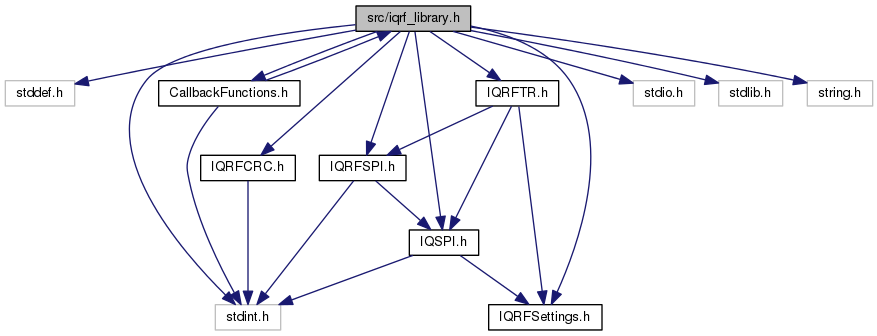 src/iqrf_library.h
stddef.h
CallbackFunctions.h
IQRFTR.h
stdio.h
stdlib.h
string.h
IQRFCRC.h
IQRFSPI.h
IQSPI.h
stdint.h
IQRFSettings.h